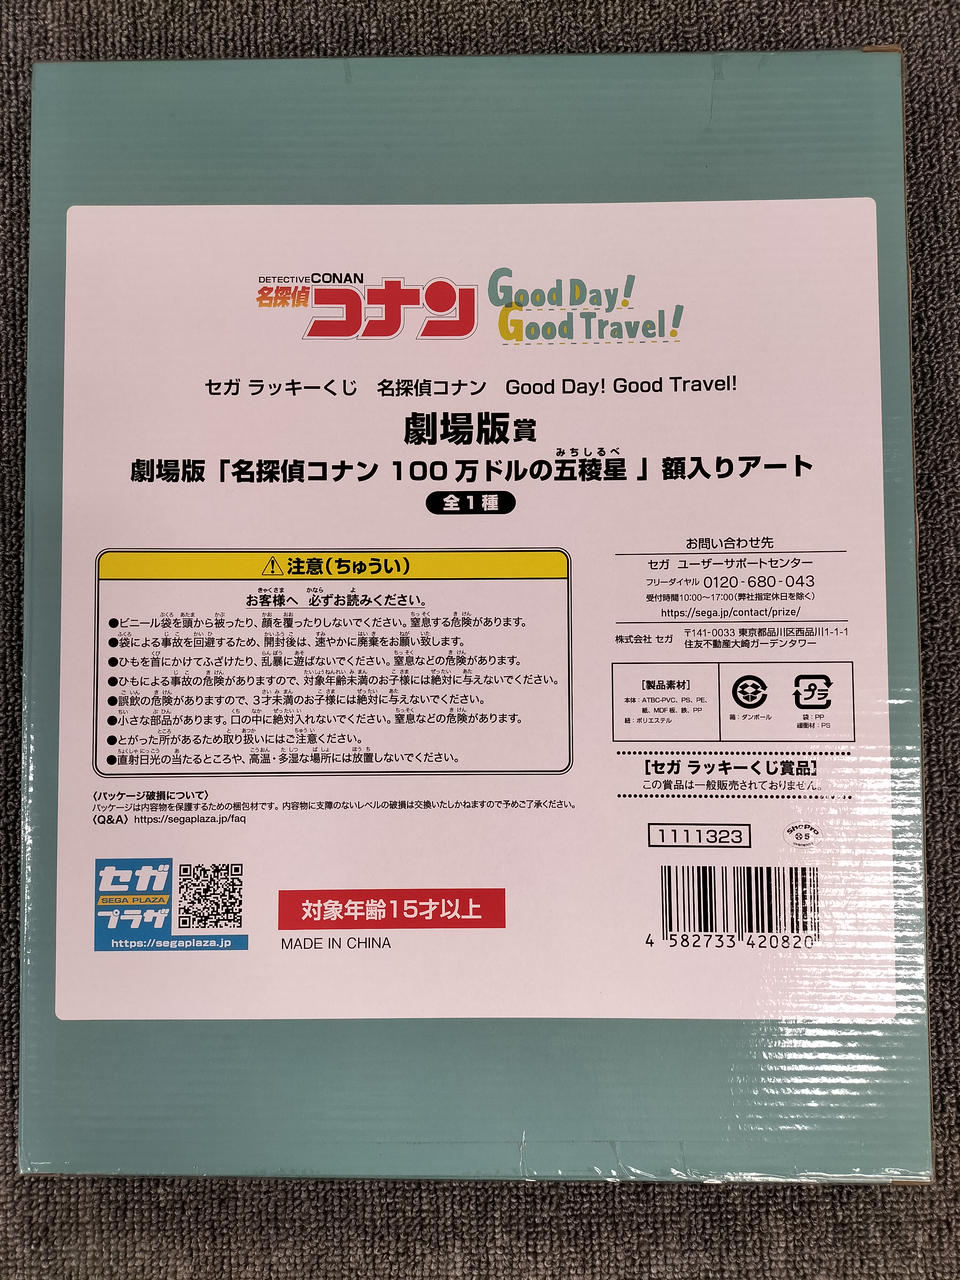 DETECTIVE CONAN
名探偵コナン
Good Day!
Good Travel!
セガ ラッキーくじ 名探偵コナン Good Day! Good Travel!
劇場版賞
みちしるべ
劇場版「名探偵コナン 100万ドルの五稜星」額入りアート
全1種
⚠注意(ちゅうい)
お客様へ 必ずお読みください。
●ビニール袋を頭から被ったり、顔を覆ったりしないでください。窒息する危険があります。
●袋による事故を回避するため、開封後は、速やかに廃棄をお願い致します。
●ひもを首にかけてふざけたり、乱暴に遊ばないでください。窒息などの危険があります。
●ひもによる事故の危険がありますので、対象年齢未満のお子様には絶対に与えないでください。
●誤飲の危険がありますので、3才未満のお子様には絶対に与えないでください。
●小さな部品があります。口の中に絶対入れないでください。窒息などの危険があります。
●とがった所があるため取り扱いにはご注意ください。
●直射日光の当たるところや、高温・多湿な場所には放置しないでください。
〈パッケージ破損について〉
パッケージは内容物を保護するための梱包材です。内容物に支障のないレベルの破損は交換いたしかねますので予めご了承ください。
〈Q&A〉https://segaplaza.jp/faq
お問い合わせ先
セガ ユーザーサポートセンター
フリーダイヤル 0120-680-043
受付時間10:00〜17:00(弊社指定休日を除く)
https://sega.jp/contact/prize/
株式会社 セガ 〒141-0033 東京都品川区西品川1-1-1
住友不動産大崎ガーデンタワー
【製品素材】
本体:ATBC-PVC、PS、PE、
紙、MDF板、鉄、PP
紐:ポリエステル
箱:ダンボール
プラ
袋:PP
緩衝材:PS
【セガ ラッキーくじ賞品】
この賞品は一般販売されておりません。
1111323
ShoPro
5
セガ
SEGA PLAZA
プラザ
https://segaplaza.jp
対象年齢15才以上
MADE IN CHINA
4 582733 420820